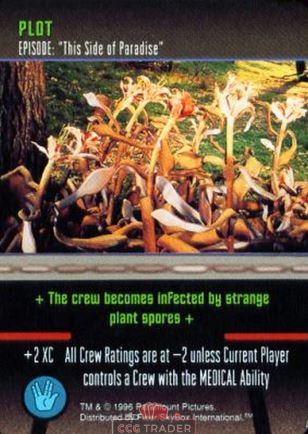 PLOT
EPISODE: "This Side of Paradise"
+ The crew becomes infected by strange
plant spores +
+2 XC All Crew Ratings are at –2 unless Current Player
controls a Crew with the MEDICAL Ability
TM & © 1996 Paramount Pictures.
Distributed by Fleer/Skybox International.™
CCG TRADER